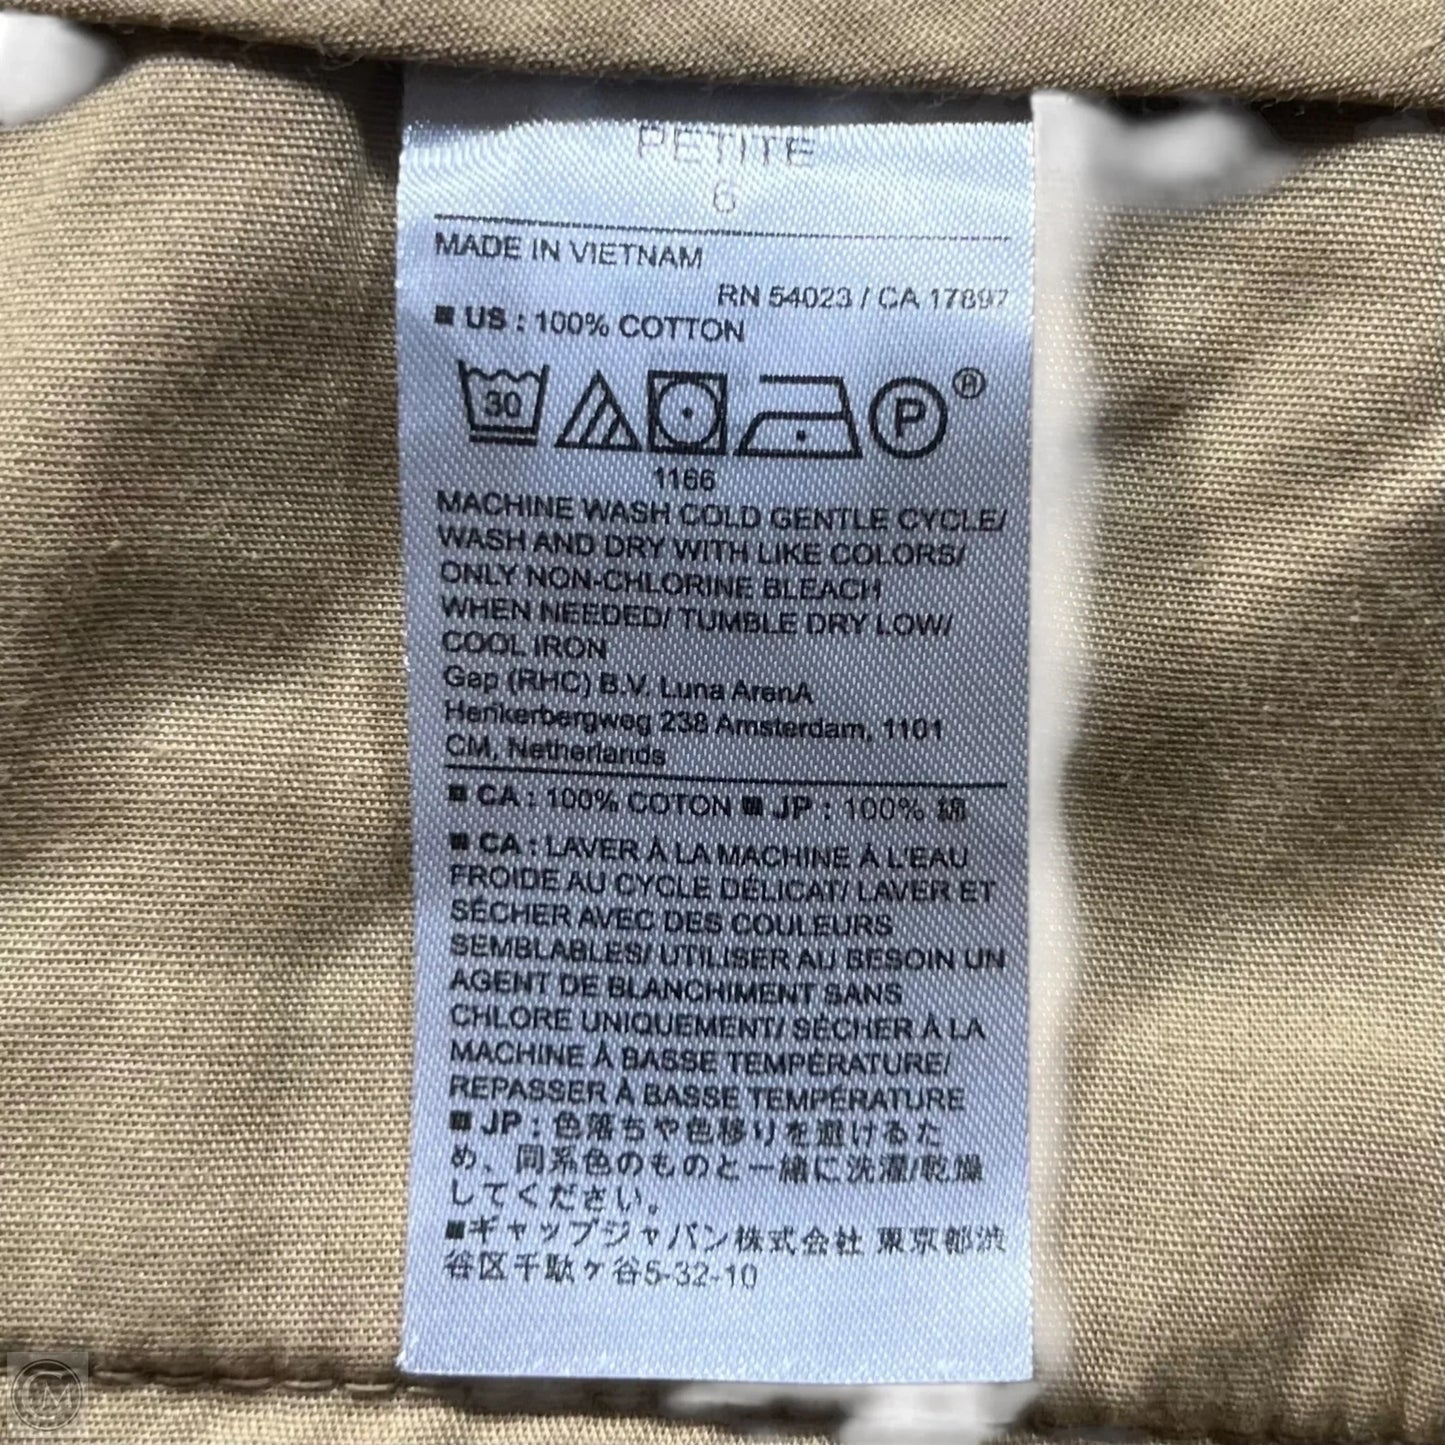 PETITE
6
MADE IN VIETNAM
RN 54023 / CA 17897
■ US : 100% COTTON
30
P
H
1166
MACHINE WASH COLD GENTLE CYCLE/
WASH AND DRY WITH LIKE COLORS/
ONLY NON-CHLORINE BLEACH
WHEN NEEDED/ TUMBLE DRY LOW/
COOL IRON
Gap (RHC) B.V. Luna ArenA
Herikerbergweg 238 Amsterdam, 1101
CM, Netherlands
■ CA : 100% COTON ■ JP : 100% 綿
■ CA : LAVER À LA MACHINE À L'EAU
FROIDE AU CYCLE DÉLICAT/ LAVER ET
SÉCHER AVEC DES COULEURS
SEMBLABLES/ UTILISER AU BESOIN UN
AGENT DE BLANCHIMENT SANS
CHLORE UNIQUEMENT/ SÉCHER À LA
MACHINE À BASSE TEMPÉRATURE/
REPASSER À BASSE TEMPÉRATURE
■ JP : 色落ちや色移りを避けるた
め、同系色のものと一緒に洗濯/乾燥
してください。
■ギャップジャパン株式会社 東京都渋
谷区千駄ヶ谷5-32-10